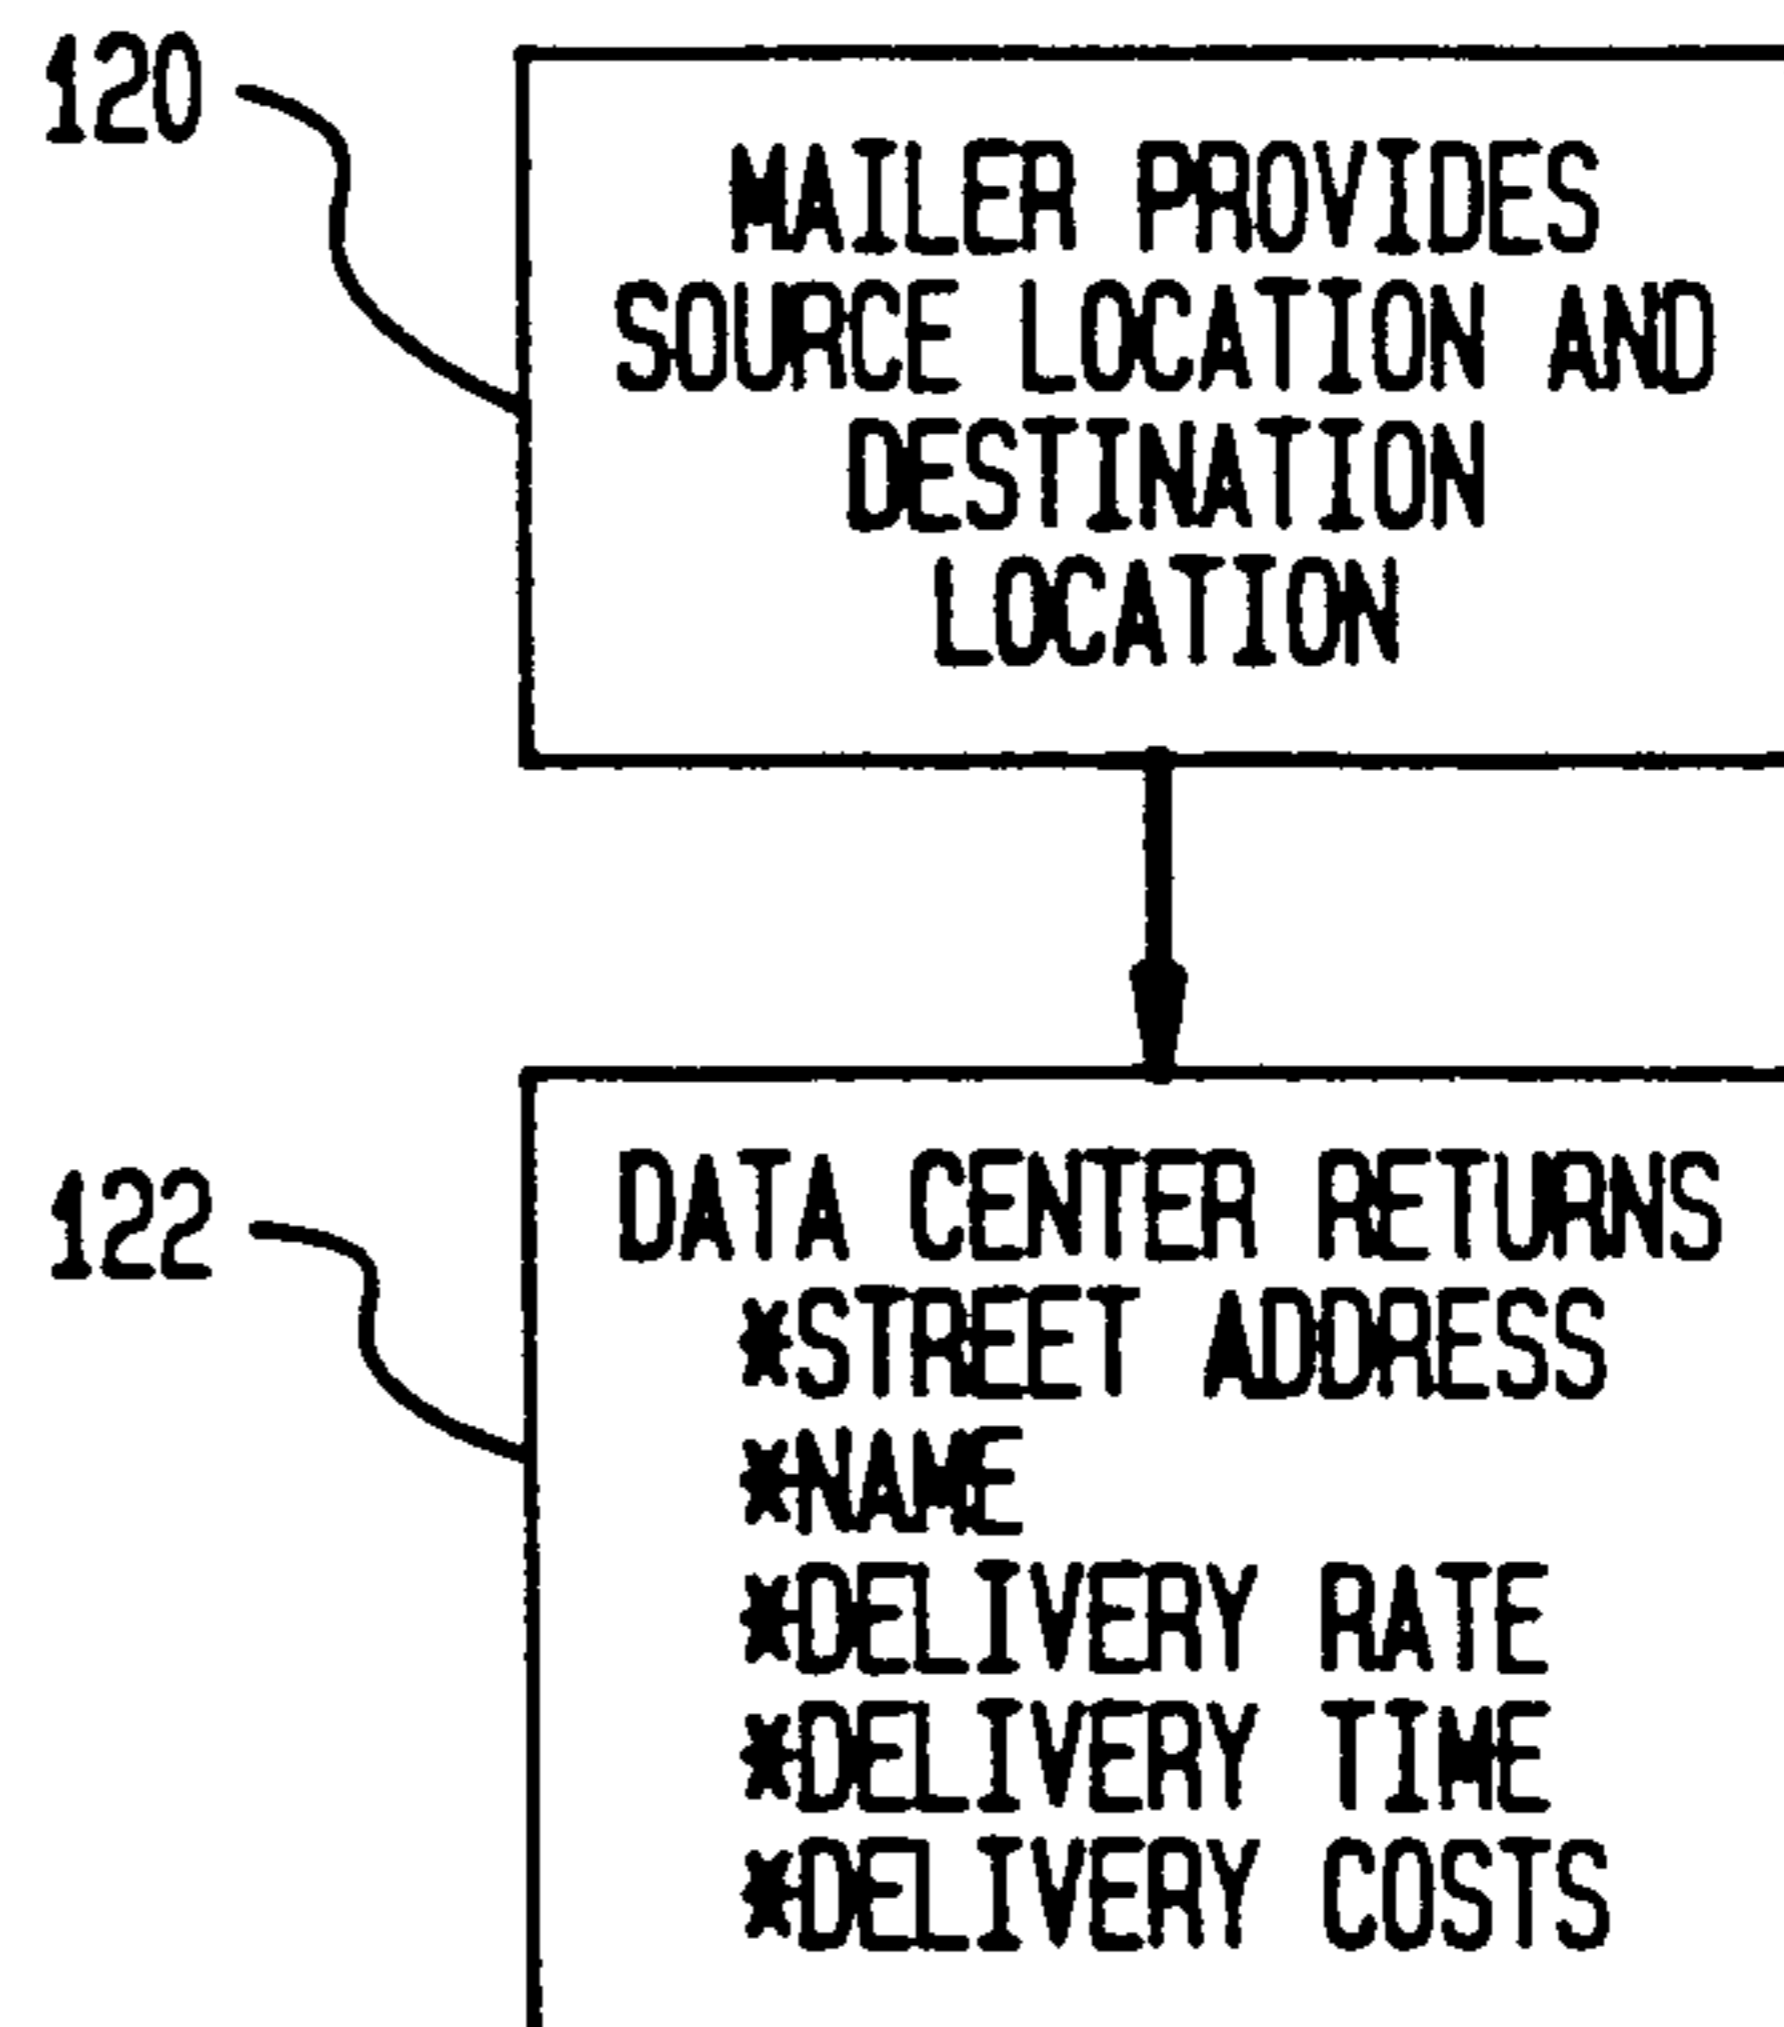 120
MAILER PROVIDES
SOURCE LOCATION AND
DESTINATION
LOCATION
122
DATA CENTER RETURNS
*STREET ADDRESS
*NAME
*DELIVERY RATE
*DELIVERY TIME
*DELIVERY COSTS